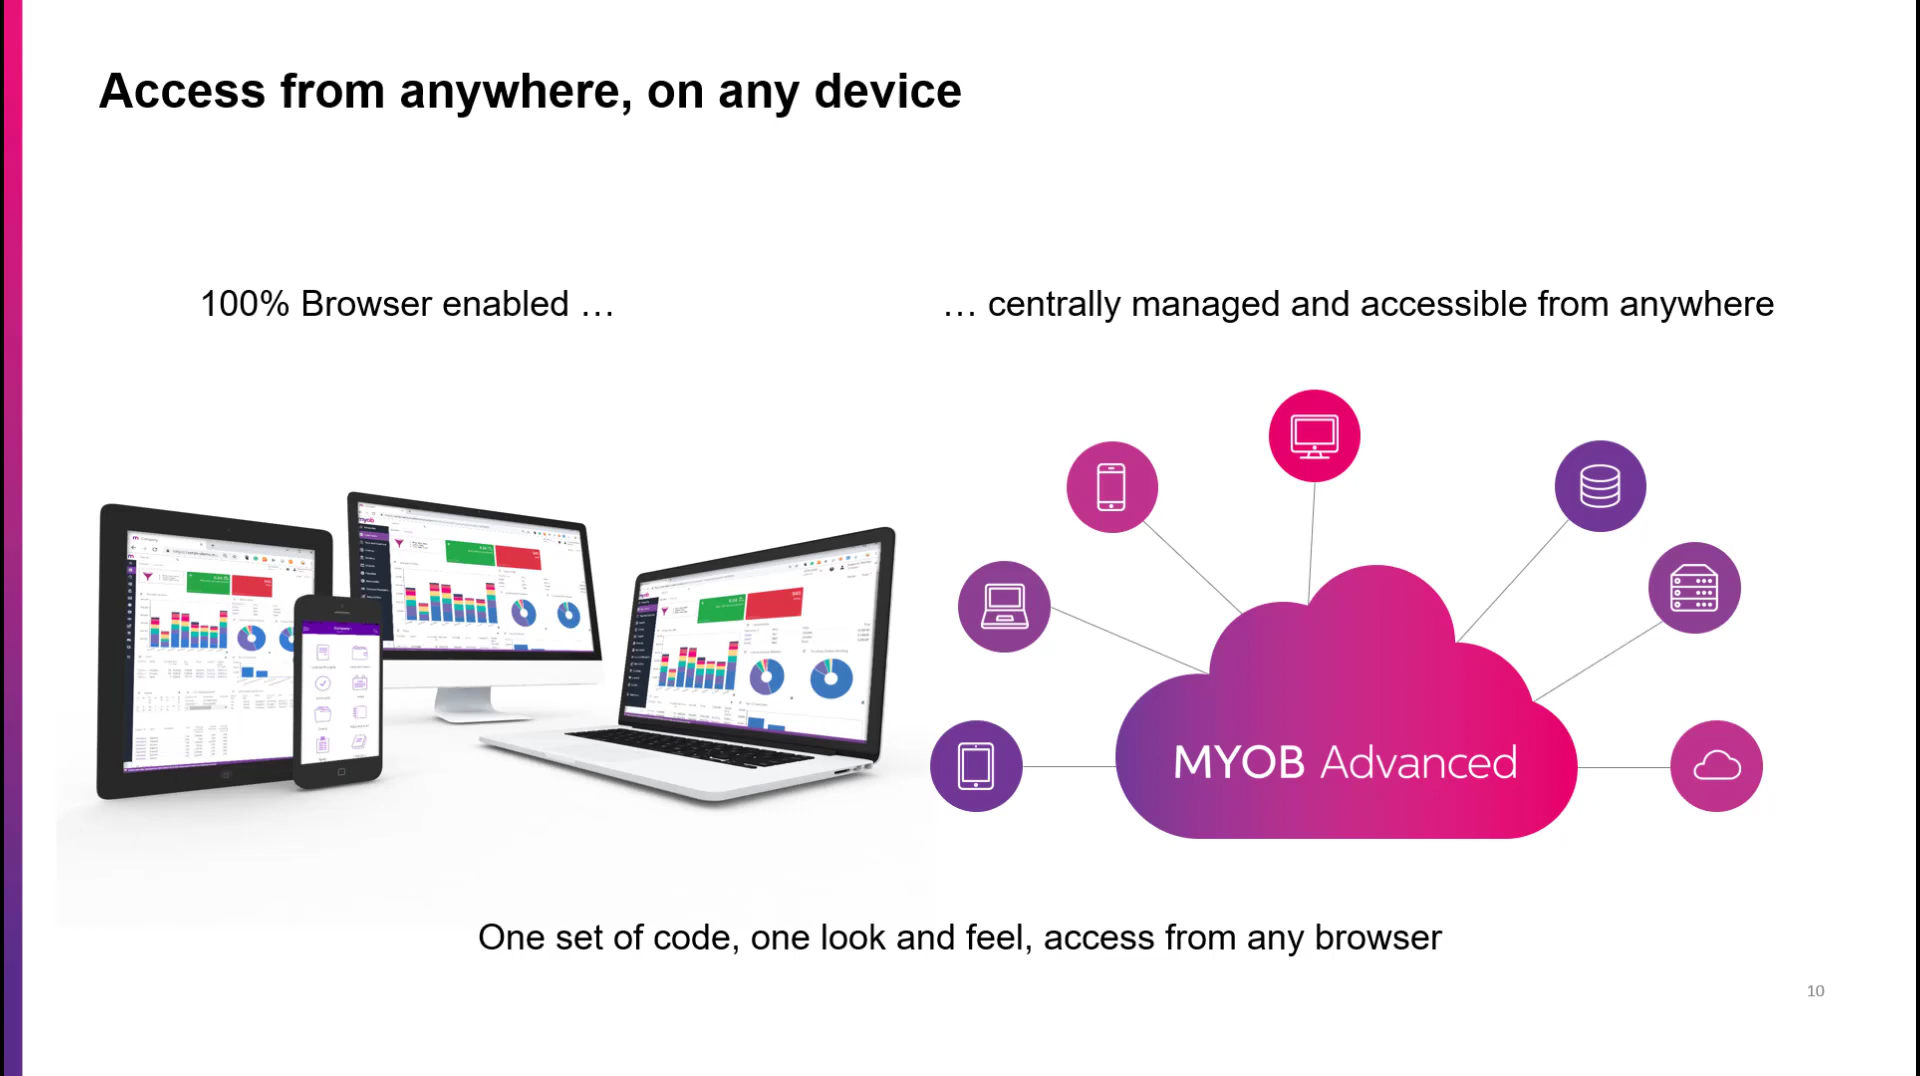 Access from anywhere, on any device
100% Browser enabled …
… centrally managed and accessible from anywhere
myob
MYOB Advanced
One set of code, one look and feel, access from any browser
10